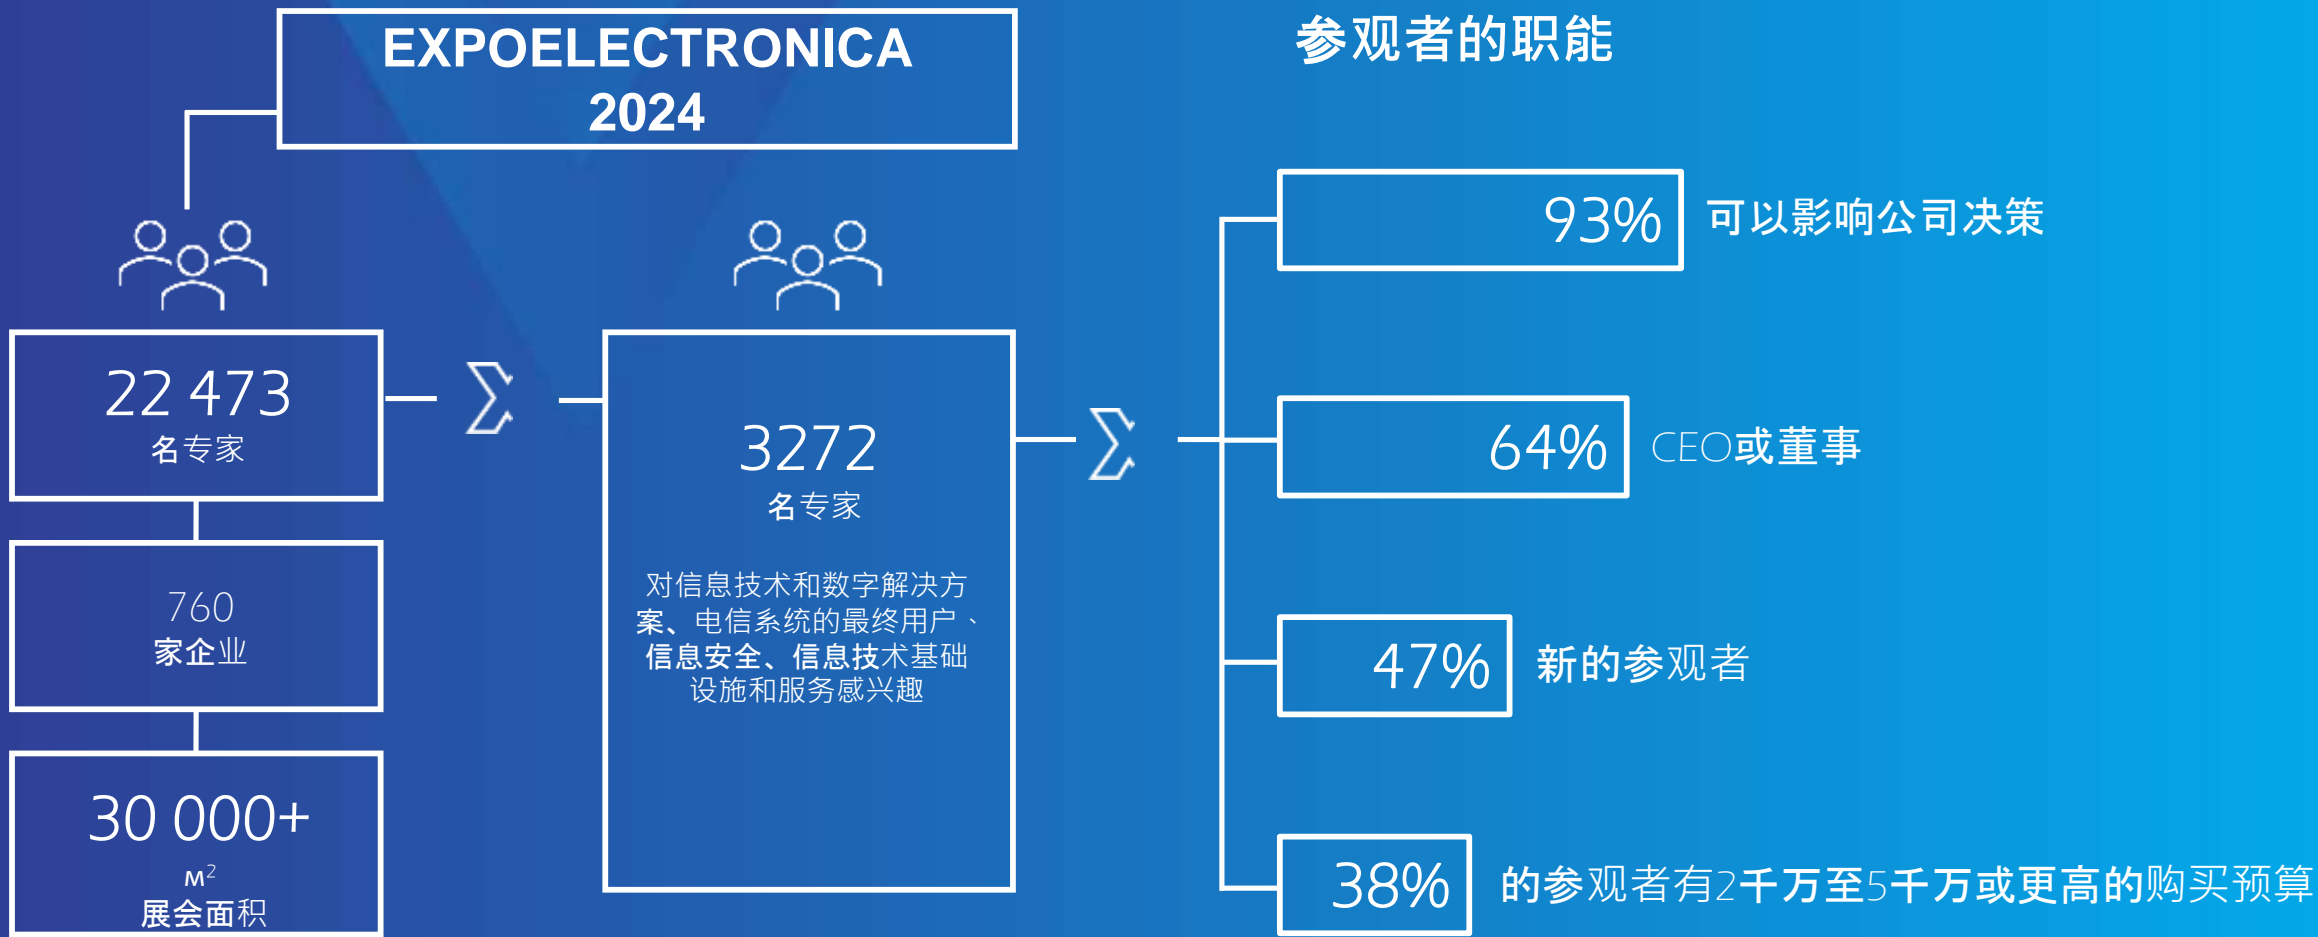 EXPOELECTRONICA
2024
22 473
名专家
760
家企业
30 000+
м²
展会面积
3272
名专家
对信息技术和数字解决方
案、电信系统的最终用户、
信息安全、信息技术基础
设施和服务感兴趣
参观者的职能
93% 可以影响公司决策
64% CEO或董事
47% 新的参观者
38% 的参观者有2千万至5千万或更高的购买预算